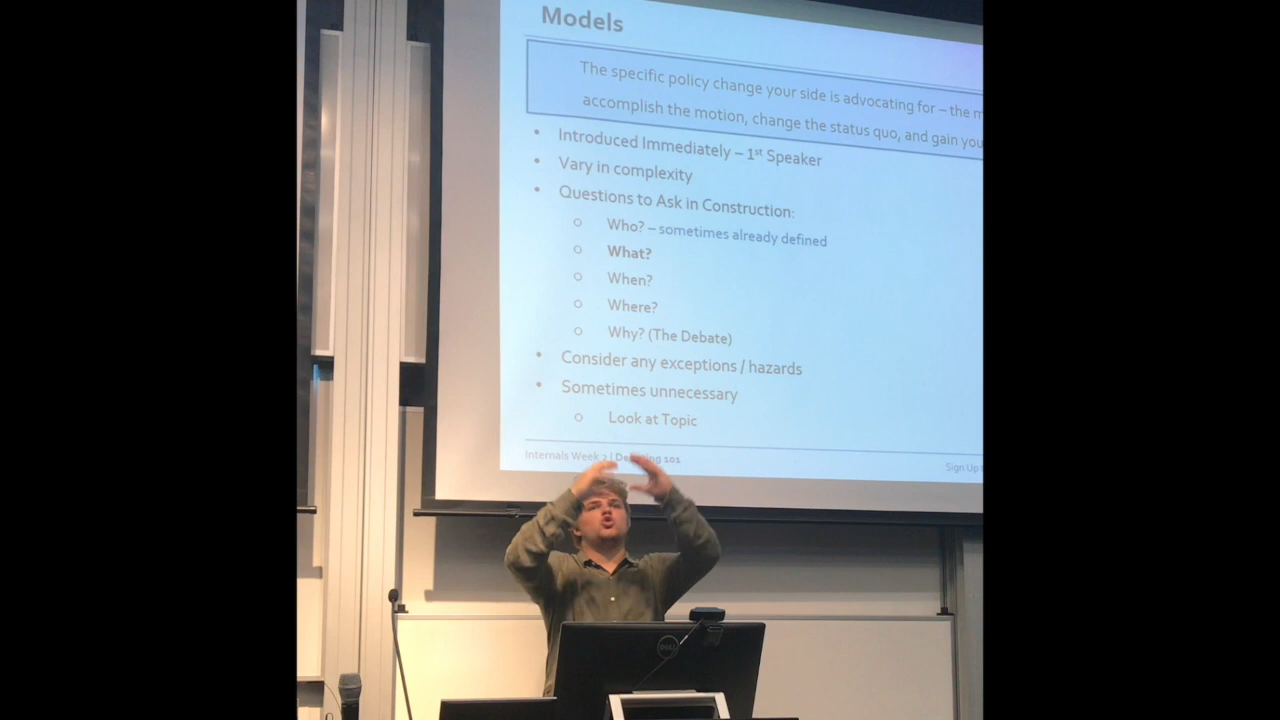 Models
The specific policy change your side is advocating for – the
accomplish the motion, change the status quo, and gain you
• Introduced Immediately – 1st Speaker
• Vary in complexity
• Questions to Ask in Construction:
o Who? – sometimes already defined
o What?
o When?
o Where?
o Why? (The Debate)
• Consider any exceptions / hazards
• Sometimes unnecessary
o Look at Topic
Internals Week 2 | 101
Sign Up
DELL